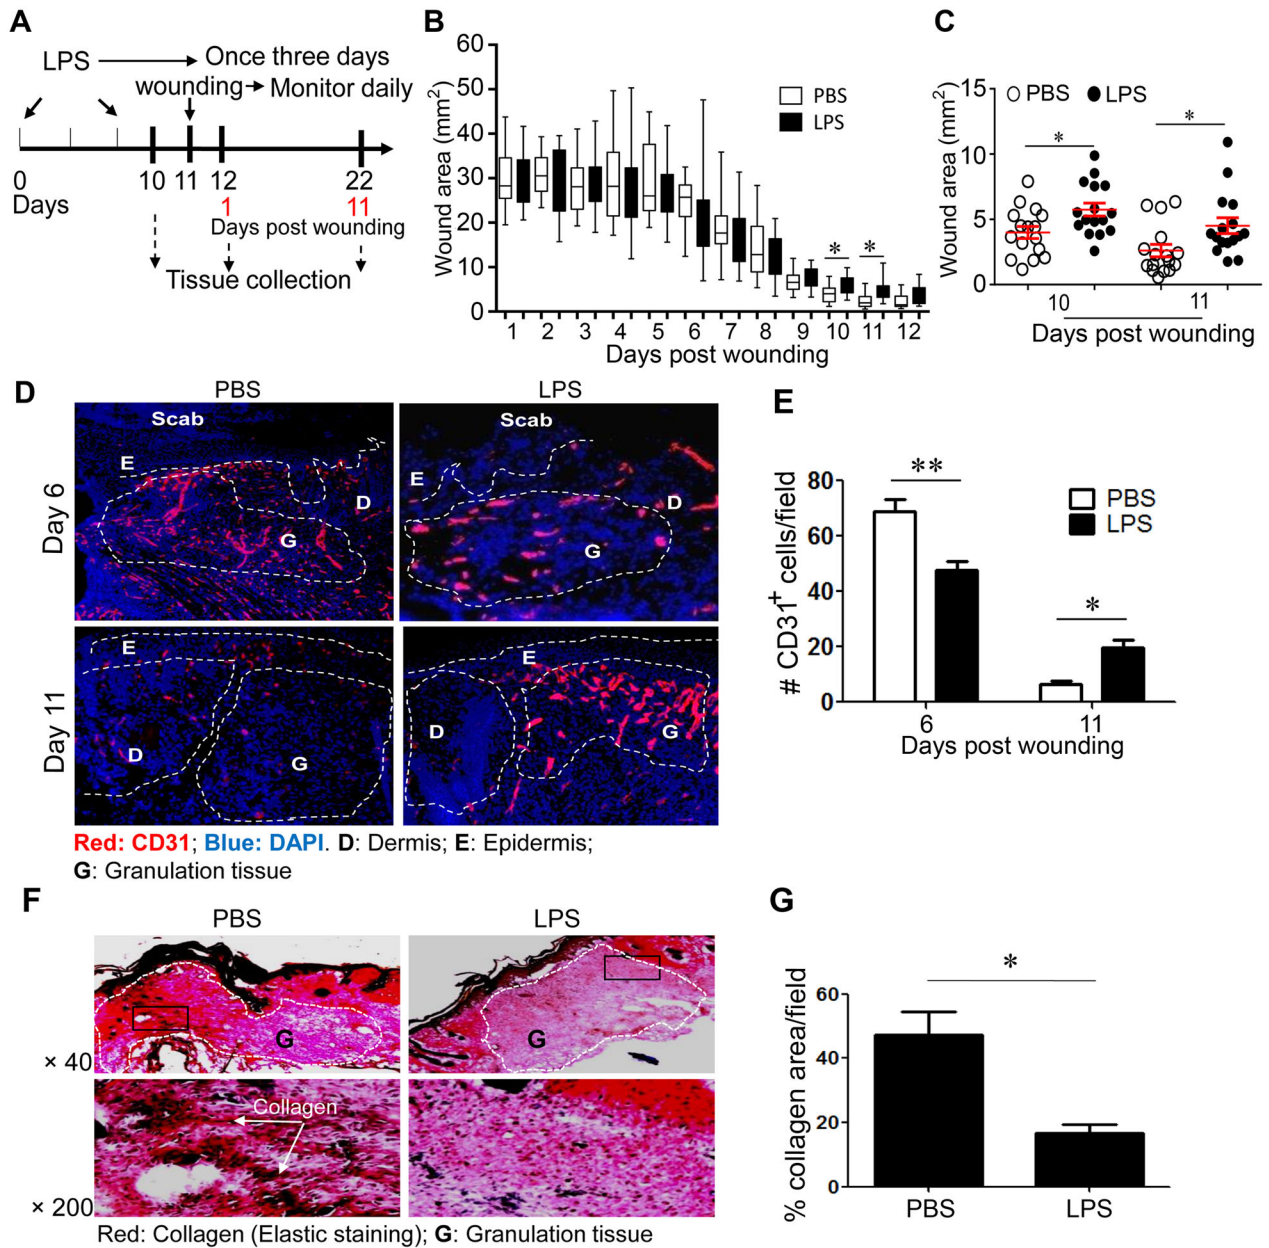 A
LPS
Once three days
wounding
Monitor daily
0
10
11
12
22
Days
1
11
Days post wounding
Tissue collection
B
Wound area (mm²)
60
50
40
30
20
10
0
PBS
LPS
*
*
1 2 3 4 5 6 7 8 9 10 11 12
Days post wounding
C
Wound area (mm²)
15
10
5
0
PBS
LPS
*
*
10
11
Days post wounding
D
PBS
LPS
Day 6
Scab
E
D
G
Scab
E
D
G
Day 11
E
D
G
E
D
G
Red: CD31; Blue: DAPI. D: Dermis; E: Epidermis;
G: Granulation tissue
E
# CD31⁺ cells/field
80
60
40
20
0
**
*
PBS
LPS
6
11
Days post wounding
F
PBS
LPS
× 40
G
G
× 200
Collagen
Red: Collagen (Elastic staining); G: Granulation tissue
G
% collagen area/field
60
40
20
0
*
PBS
LPS